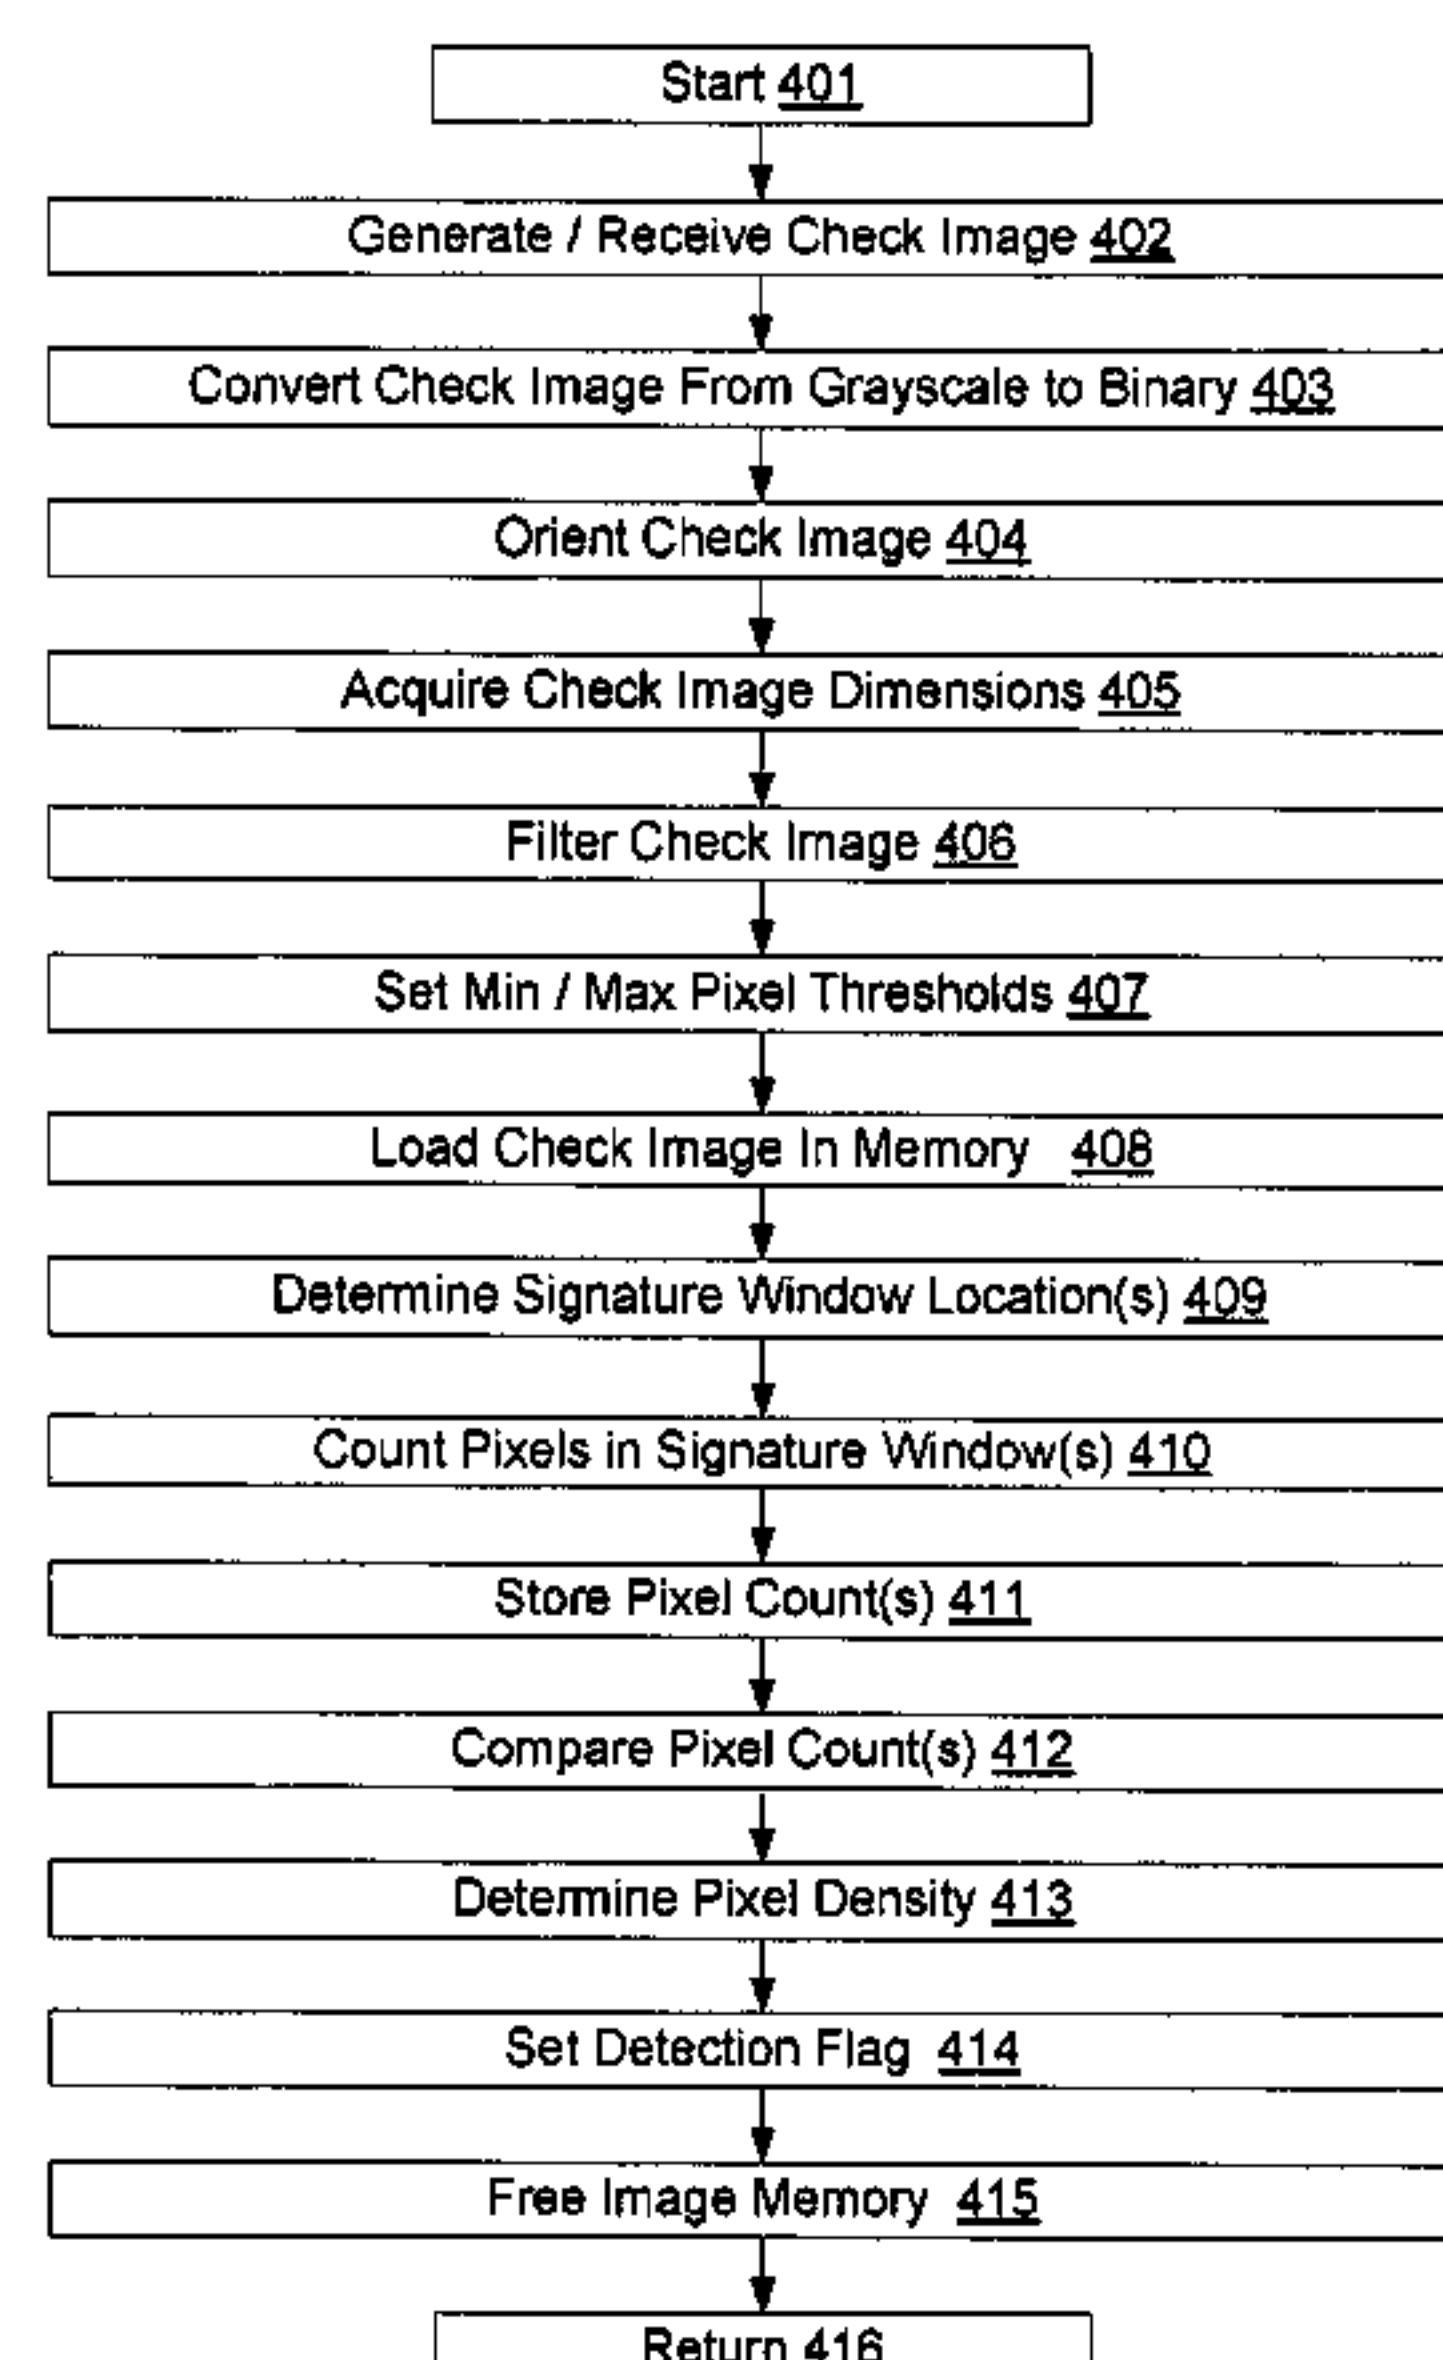 Start 401
Generate / Receive Check Image 402
Convert Check Image From Grayscale to Binary 403
Orient Check Image 404
Acquire Check Image Dimensions 405
Filter Check Image 406
Set Min / Max Pixel Thresholds 407
Load Check Image In Memory 408
Determine Signature Window Location(s) 409
Count Pixels in Signature Window(s) 410
Store Pixel Count(s) 411
Compare Pixel Count(s) 412
Determine Pixel Density 413
Set Detection Flag 414
Free Image Memory 415
Return 416